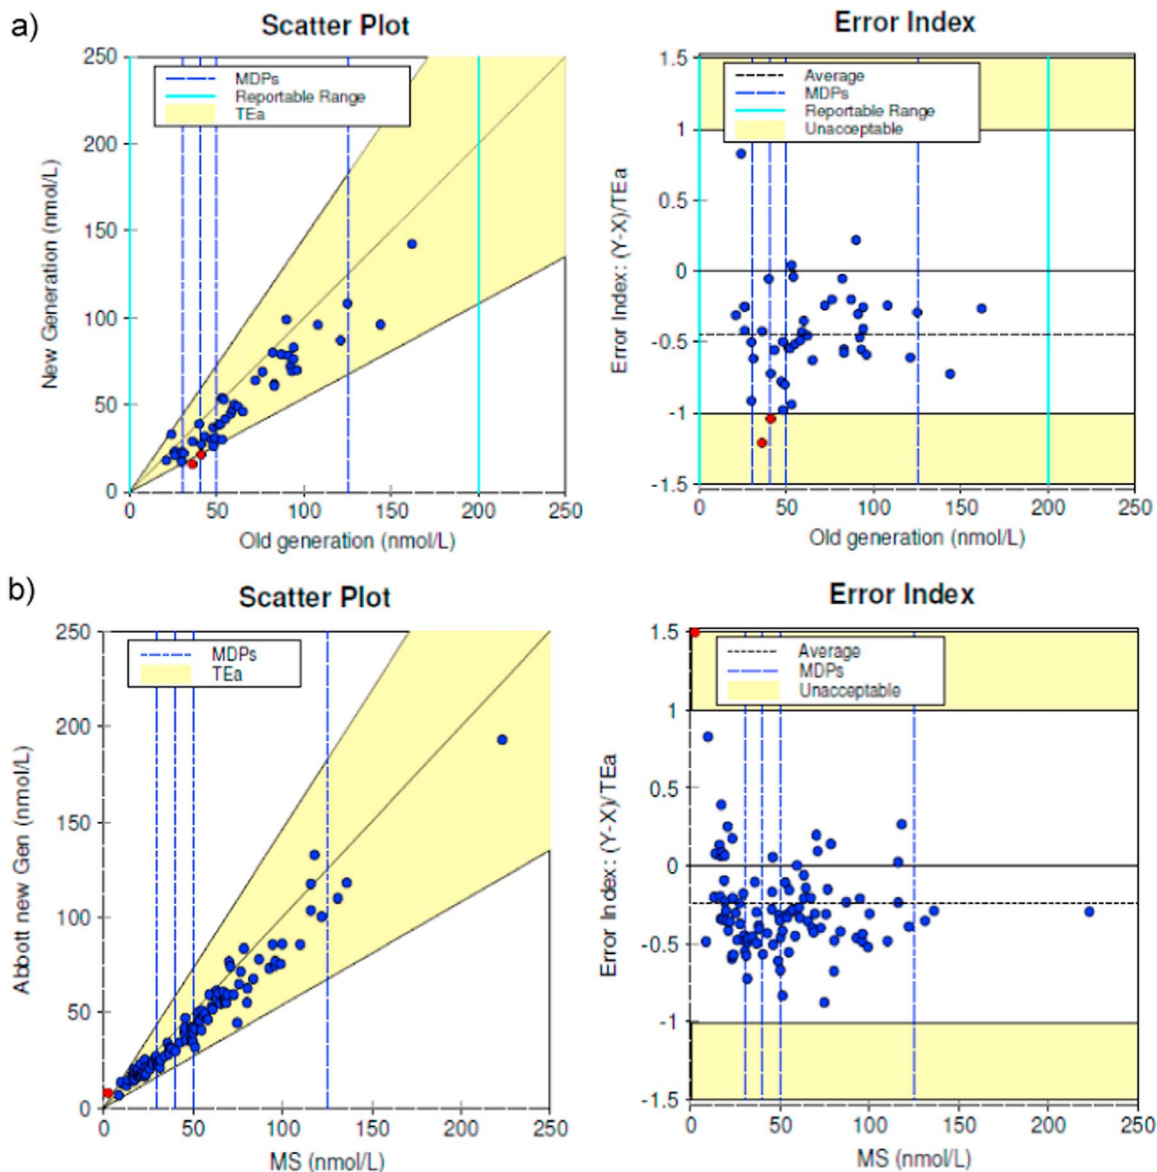 a)
Scatter Plot
250
200
150
100
50
0
New Generation (nmol/L)
MDPs
Reportable Range
TEa
0 50 100 150 200 250
Old generation (nmol/L)
Error Index
1.5
1
0.5
0
-0.5
-1
-1.5
Error Index: (Y-X)/TEa
Average
MDPs
Reportable Range
Unacceptable
0 50 100 150 200 250
Old generation (nmol/L)
b)
Scatter Plot
250
200
150
100
50
0
Abbott new Gen (nmol/L)
MDPs
TEa
0 50 100 150 200 250
MS (nmol/L)
Error Index
1.5
1
0.5
0
-0.5
-1
-1.5
Error Index: (Y-X)/TEa
Average
MDPs
Unacceptable
0 50 100 150 200 250
MS (nmol/L)